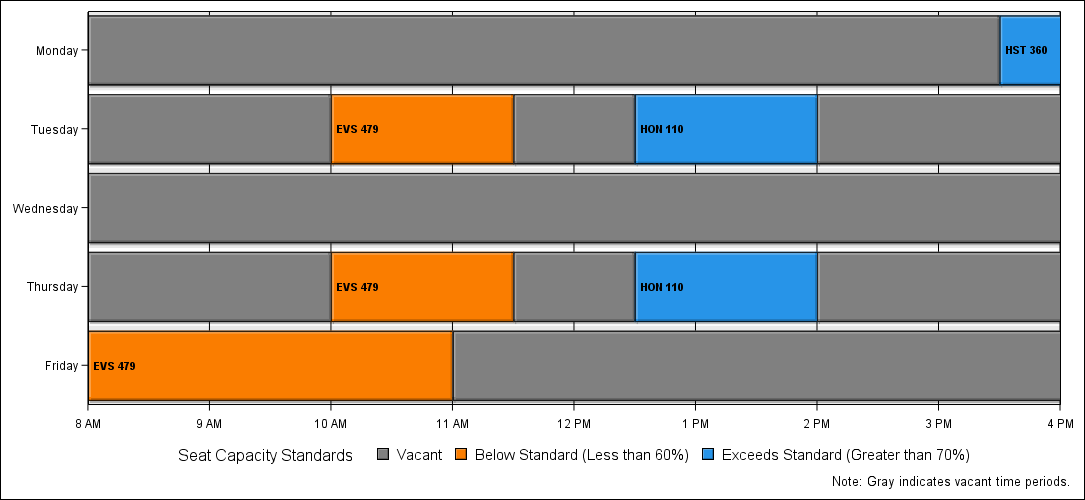 Monday
HST 360
Tuesday
EVS 479
HON 110
Wednesday
Thursday
EVS 479
HON 110
Friday
EVS 479
8 AM 9 AM 10 AM 11 AM 12 PM 1 PM 2 PM 3 PM 4 PM
Seat Capacity Standards Vacant Below Standard (Less than 60%) Exceeds Standard (Greater than 70%)
Note: Gray indicates vacant time periods.